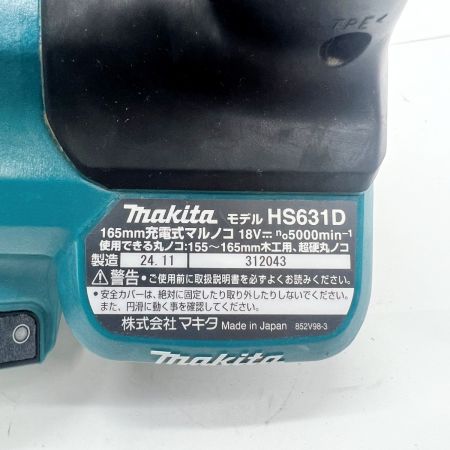 T.P.E
makita モデル HS631D
165mm充電式マルノコ 18V⎓ n₀5000min⁻¹
使用できる丸ノコ:155～165mm木工用、超硬丸ノコ
製造 24.11 312043
⚠警告・ご使用前に取扱説明書を必ずよくお読みください。
・安全カバーは、絶対に固定したり取り外したりしないでください。
また、円滑に動く事を確認してください。
株式会社マキタ Made in Japan 852V98-3
makita